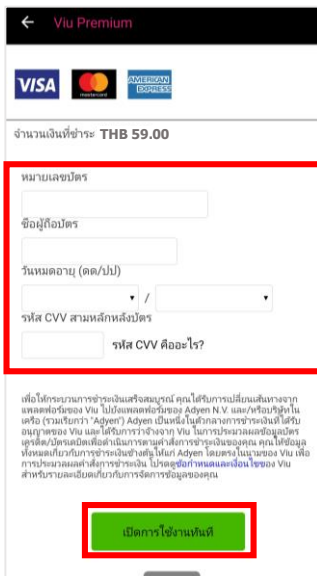 Viu Premium
VISA mastercard AMERICAN EXPRESS
จำนวนเงินที่ชำระ THB 59.00
หมายเลขบัตร
ชื่อผู้ถือบัตร
วันหมดอายุ (ดด/ปป)
/
รหัส CVV สามหลักหลังบัตร
รหัส CVV คืออะไร?
เพื่อให้กระบวนการชำระเงินเสร็จสมบูรณ์ คุณได้รับการเปลี่ยนเส้นทางจาก
แพลตฟอร์มของ Viu ไปยังแพลตฟอร์มของ Adyen N.V. และ/หรือบริษัทใน
เครือ (รวมเรียกว่า "Adyen") Adyen เป็นหนึ่งในตัวกลางการชำระเงินที่ได้รับ
อนุญาตของ Viu และได้รับการว่าจ้างจาก Viu ในการประมวลผลข้อมูลบัตร
เครดิต/บัตรเดบิตเพื่อดำเนินการตามคำสั่งการชำระเงินของคุณ คุณให้ข้อมูล
ทั้งหมดเกี่ยวกับการชำระเงินข้างต้นให้แก่ Adyen โดยตรงในนามของ Viu เพื่อ
การประมวลผลคำสั่งการชำระเงิน โปรดดูข้อกำหนดและเงื่อนไขของ Viu
สำหรับรายละเอียดเกี่ยวกับการจัดการข้อมูลของคุณ
เปิดการใช้งานทันที